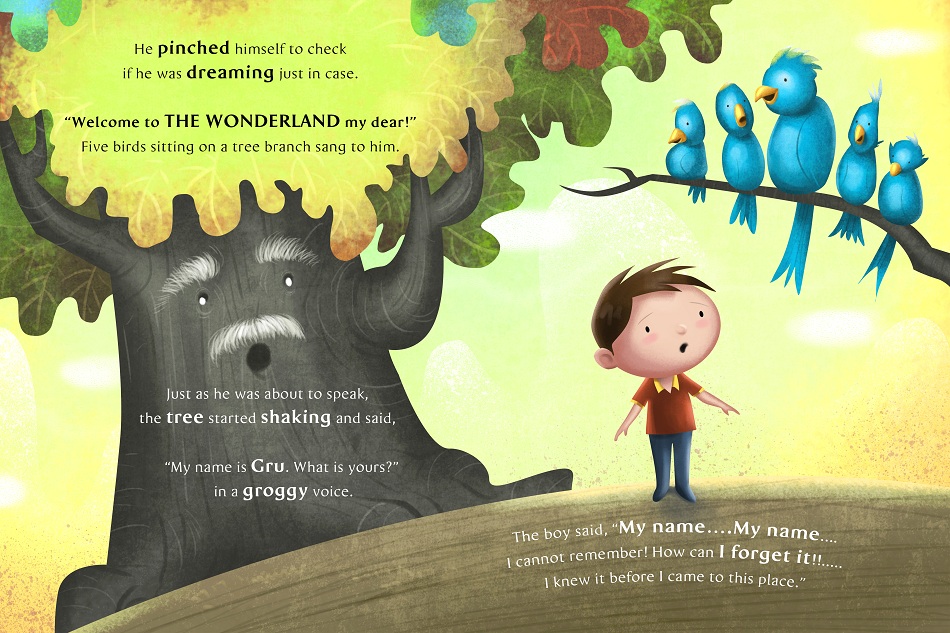 He pinched himself to check
if he was dreaming just in case.
“Welcome to THE WONDERLAND my dear!”
Five birds sitting on a tree branch sang to him.
Just as he was about to speak,
the tree started shaking and said,
“My name is Gru. What is yours?”
in a groggy voice.
The boy said, “My name....My name....
I cannot remember! How can I forget it!!.....
I knew it before I came to this place.”